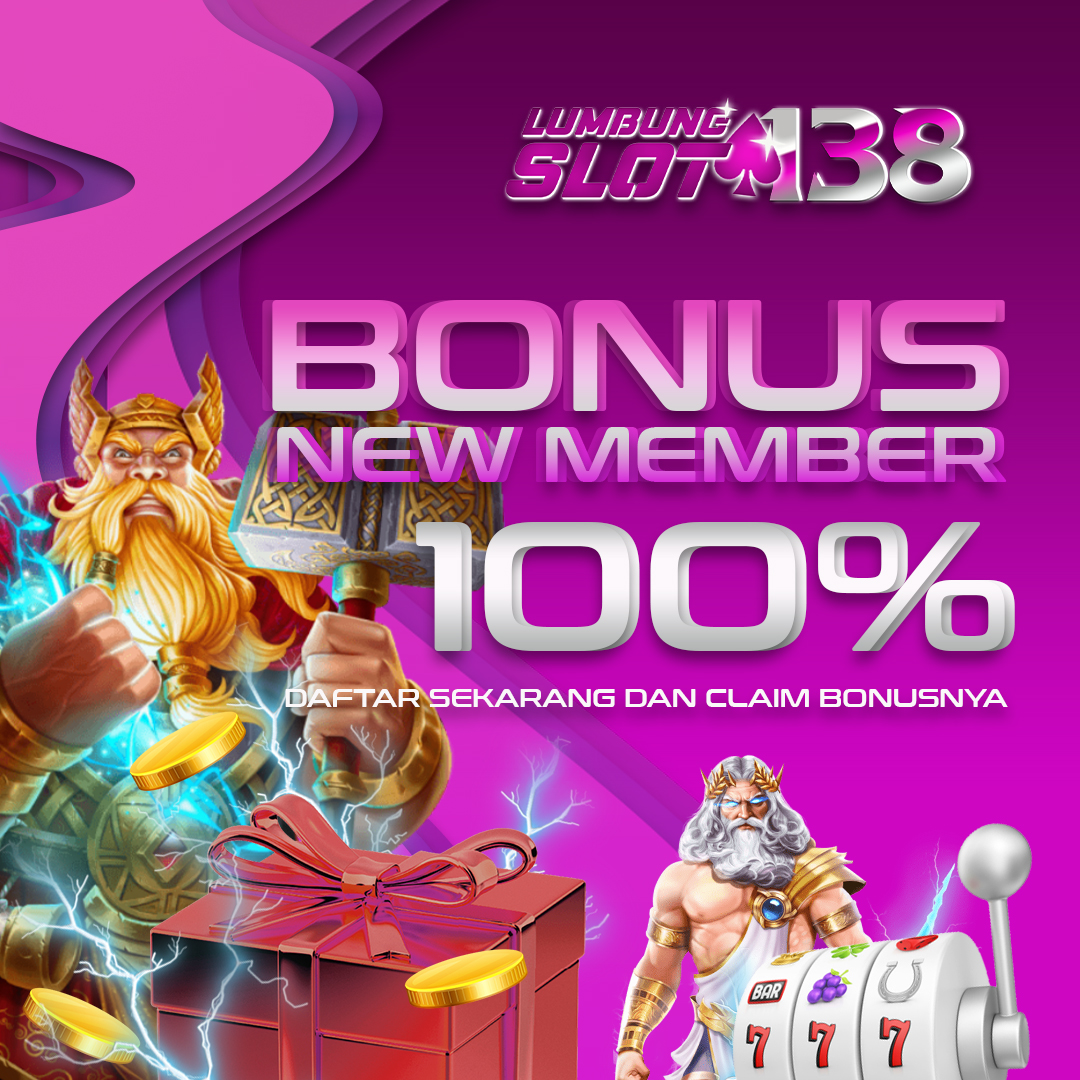 LUMBUNG
SLOT 138
BONUS
NEW MEMBER
100%
DAFTAR SEKARANG DAN CLAIM BONUSNYA
BAR
7 7 7